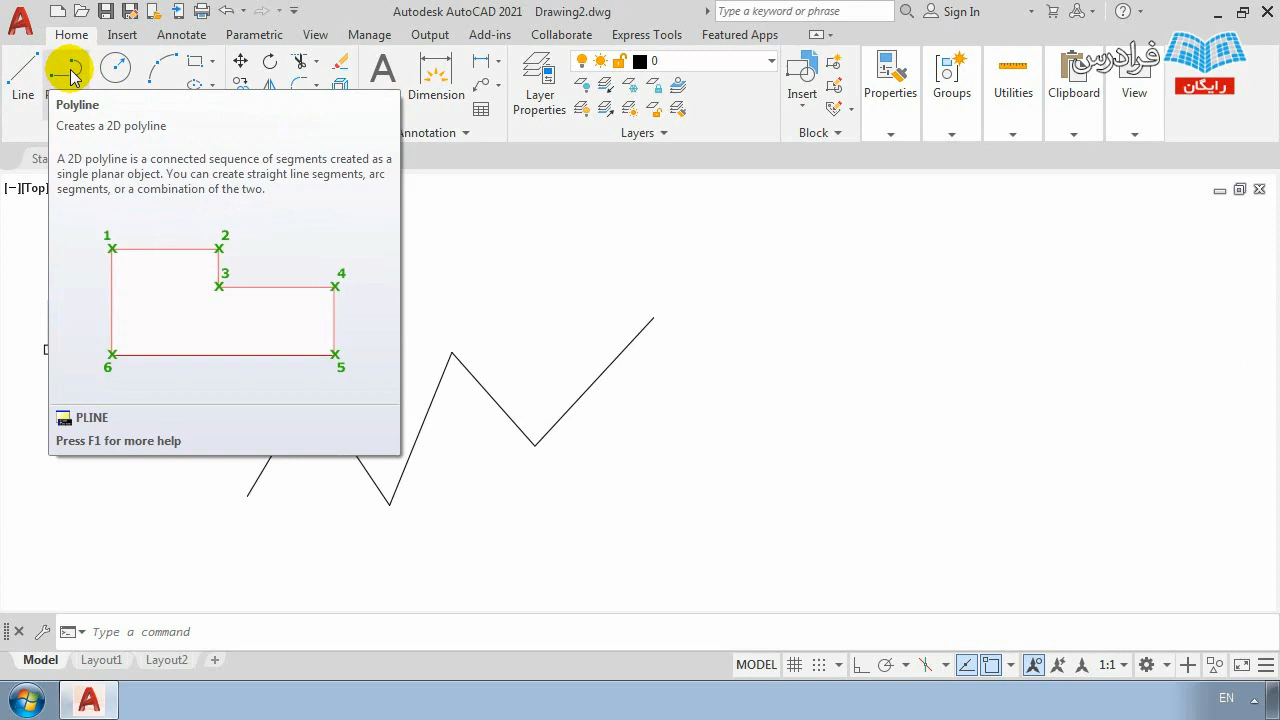 Autodesk AutoCAD 2021 Drawing2.dwg
Type a keyword or phrase
Sign In
Home Insert Annotate Parametric View Manage Output Add-ins Collaborate Express Tools Featured Apps
فرادرس
رایگان
0
Line
Dimension
Layer
Properties
Insert
Properties
Groups
Utilities
Clipboard
View
Annotation
Layers
Block
Polyline
Creates a 2D polyline
A 2D polyline is a connected sequence of segments created as a
single planar object. You can create straight line segments, arc
segments, or a combination of the two.
1 2
3 4
6 5
PLINE
Press F1 for more help
[−][Top]
Type a command
Model Layout1 Layout2
MODEL
1:1
EN